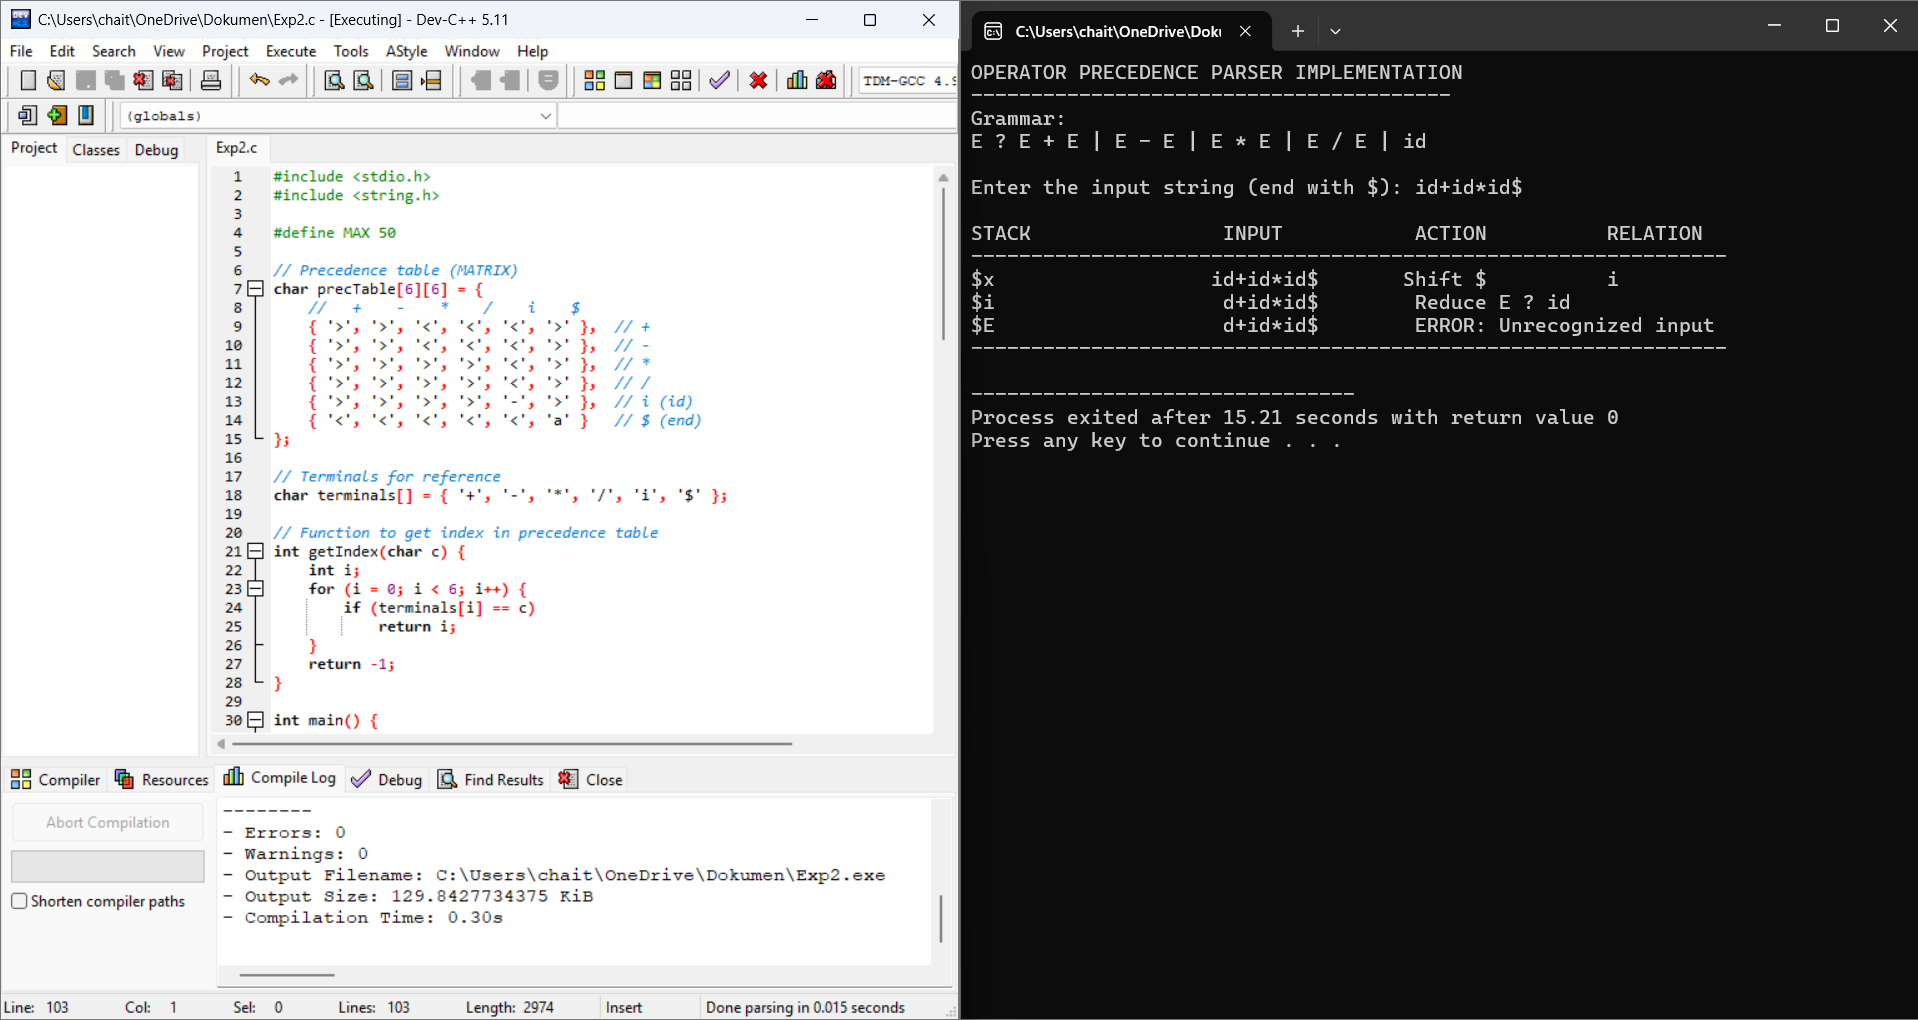 C:\Users\chait\OneDrive\Dokumen\Exp2.c - [Executing] - Dev-C++ 5.11
File Edit Search View Project Execute Tools AStyle Window Help
TDM-GCC 4.9
(globals)
Project Classes Debug
Exp2.c
1 #include <stdio.h>
2 #include <string.h>
3
4 #define MAX 50
5
6 // Precedence table (MATRIX)
7 char precTable[6][6] = {
8 // + - * / i $
9 { '>', '>', '<', '<', '<', '>' }, // +
10 { '>', '>', '<', '<', '<', '>' }, // -
11 { '>', '>', '>', '>', '<', '>' }, // *
12 { '>', '>', '>', '>', '<', '>' }, // /
13 { '>', '>', '>', '>', '-', '>' }, // i (id)
14 { '<', '<', '<', '<', '<', 'a' } // $ (end)
15 };
16
17 // Terminals for reference
18 char terminals[] = { '+', '-', '*', '/', 'i', '$' };
19
20 // Function to get index in precedence table
21 int getIndex(char c) {
22 int i;
23 for (i = 0; i < 6; i++) {
24 if (terminals[i] == c)
25 return i;
26 }
27 return -1;
28 }
29
30 int main() {
Compiler Resources Compile Log Debug Find Results Close
Abort Compilation
Shorten compiler paths
--------
- Errors: 0
- Warnings: 0
- Output Filename: C:\Users\chait\OneDrive\Dokumen\Exp2.exe
- Output Size: 129.8427734375 KiB
- Compilation Time: 0.30s
Line: 103 Col: 1 Sel: 0 Lines: 103 Length: 2974 Insert Done parsing in 0.015 seconds
C:\Users\chait\OneDrive\Doku
OPERATOR PRECEDENCE PARSER IMPLEMENTATION
----------------------------------------
Grammar:
E ? E + E | E - E | E * E | E / E | id
Enter the input string (end with $): id+id*id$
STACK INPUT ACTION RELATION
---------------------------------------------------------------
$x id+id*id$ Shift $ i
$i d+id*id$ Reduce E ? id
$E d+id*id$ ERROR: Unrecognized input
---------------------------------------------------------------
--------------------------------
Process exited after 15.21 seconds with return value 0
Press any key to continue . . .